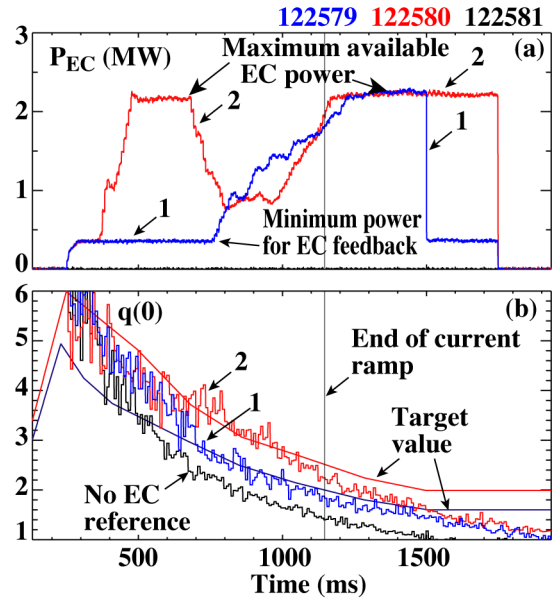 122579 122580 122581
3
P_EC (MW)
Maximum available
EC power
(a)
2
2
2
1
1
1
Minimum power
for EC feedback
0
6
q(0)
(b)
5
End of current
ramp
2
4
1
Target
value
3
No EC
reference
2
1
500
1000
1500
Time (ms)